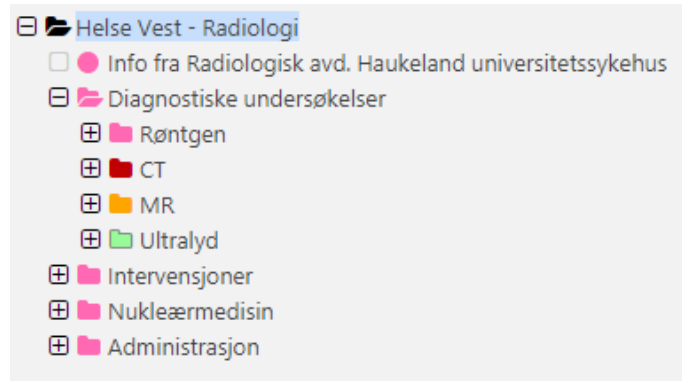 Helse Vest - Radiologi
Info fra Radiologisk avd. Haukeland universitetssykehus
Diagnostiske undersøkelser
Røntgen
CT
MR
Ultralyd
Intervensjoner
Nukleærmedisin
Administrasjon